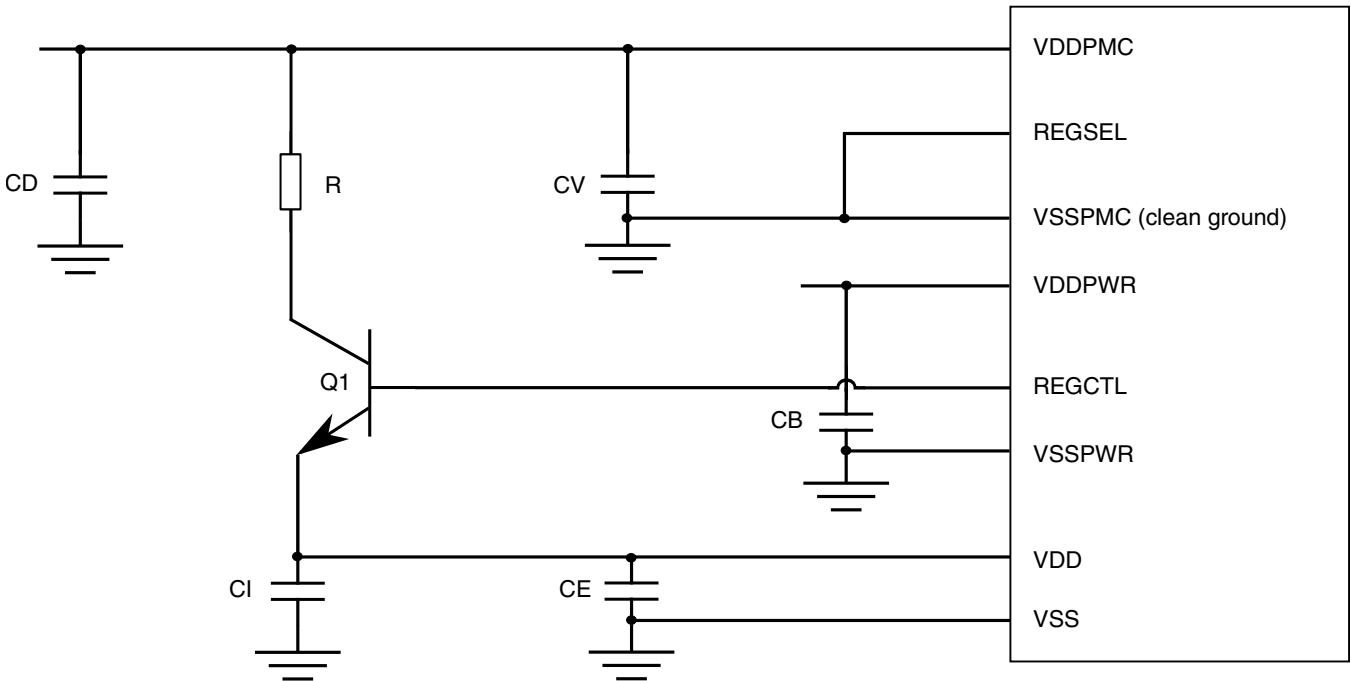 VDDPMC
REGSEL
CD
R
CV
VSSPMC (clean ground)
VDDPWR
Q1
REGCTL
CB
VSSPWR
VDD
CI
CE
VSS